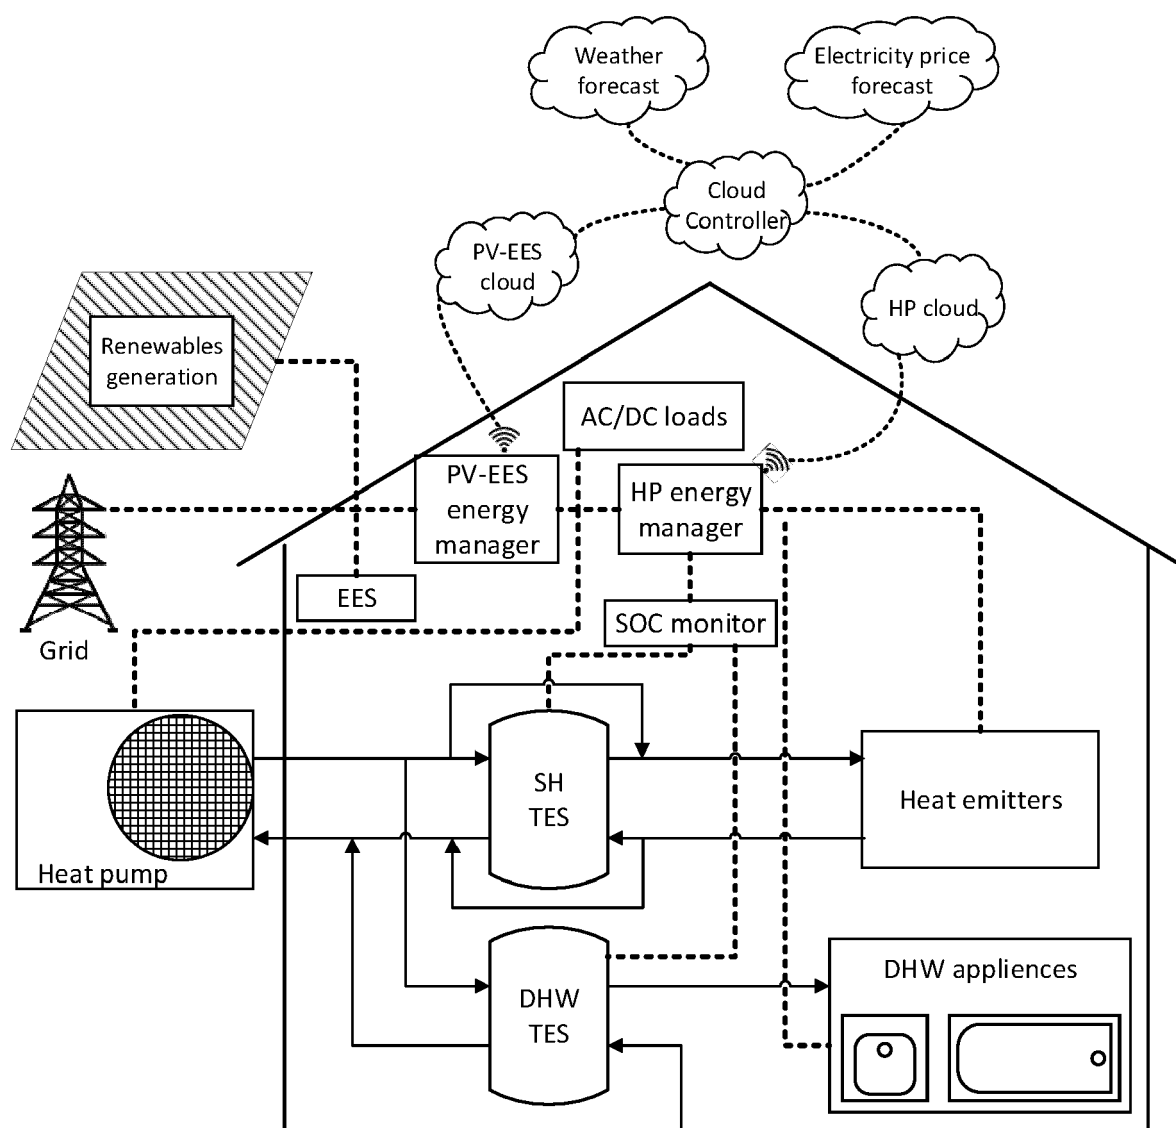 Weather
forecast
Electricity price
forecast
Cloud
Controller
PV-EES
cloud
HP cloud
Renewables
generation
AC/DC loads
PV-EES
energy
manager
HP energy
manager
EES
SOC monitor
Grid
SH
TES
Heat emitters
Heat pump
DHW
TES
DHW appliences